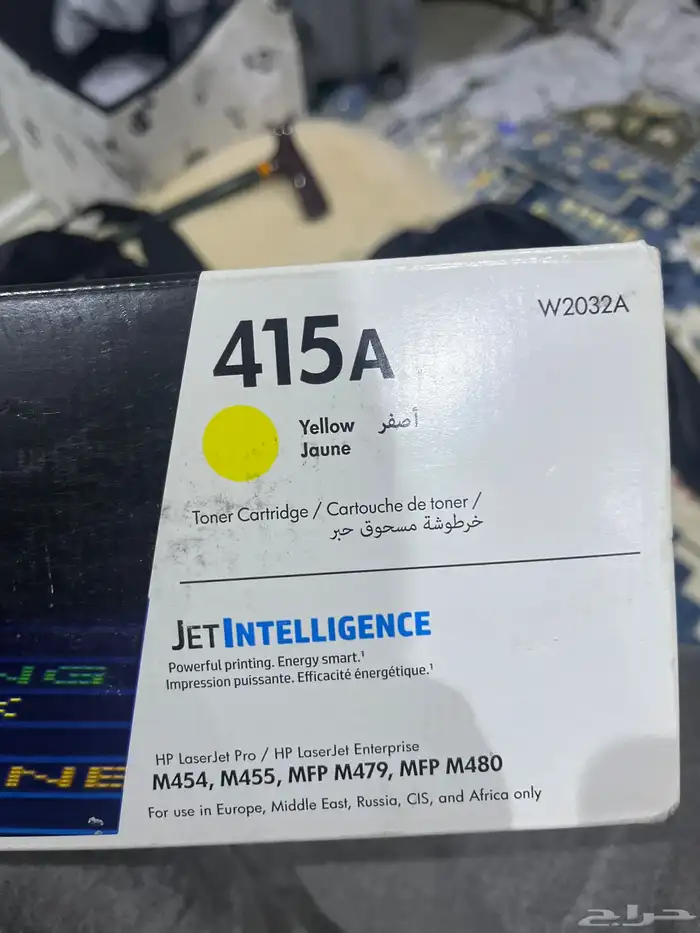 W2032A
415A
Yellow أصفر
Jaune
Toner Cartridge / Cartouche de toner /
خرطوشة مسحوق حبر
JETINTELLIGENCE
Powerful printing. Energy smart.¹
Impression puissante. Efficacité énergétique.¹
HP LaserJet Pro / HP LaserJet Enterprise
M454, M455, MFP M479, MFP M480
For use in Europe, Middle East, Russia, CIS, and Africa only
حراج